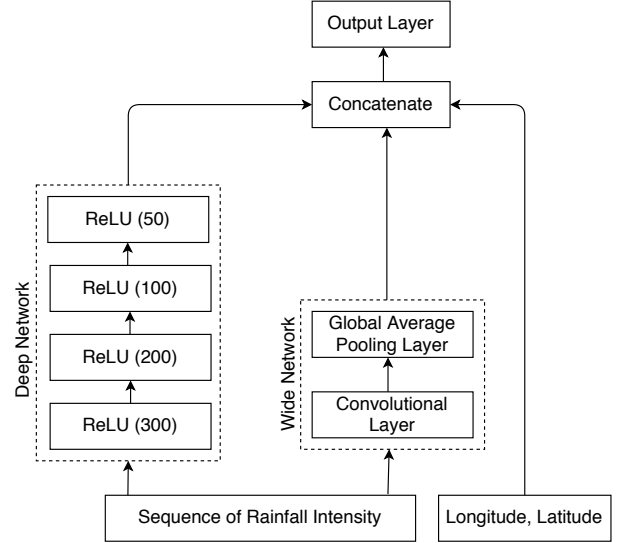 Output Layer
Concatenate
Deep Network
ReLU (50)
ReLU (100)
ReLU (200)
ReLU (300)
Wide Network
Global Average
Pooling Layer
Convolutional
Layer
Sequence of Rainfall Intensity
Longitude, Latitude